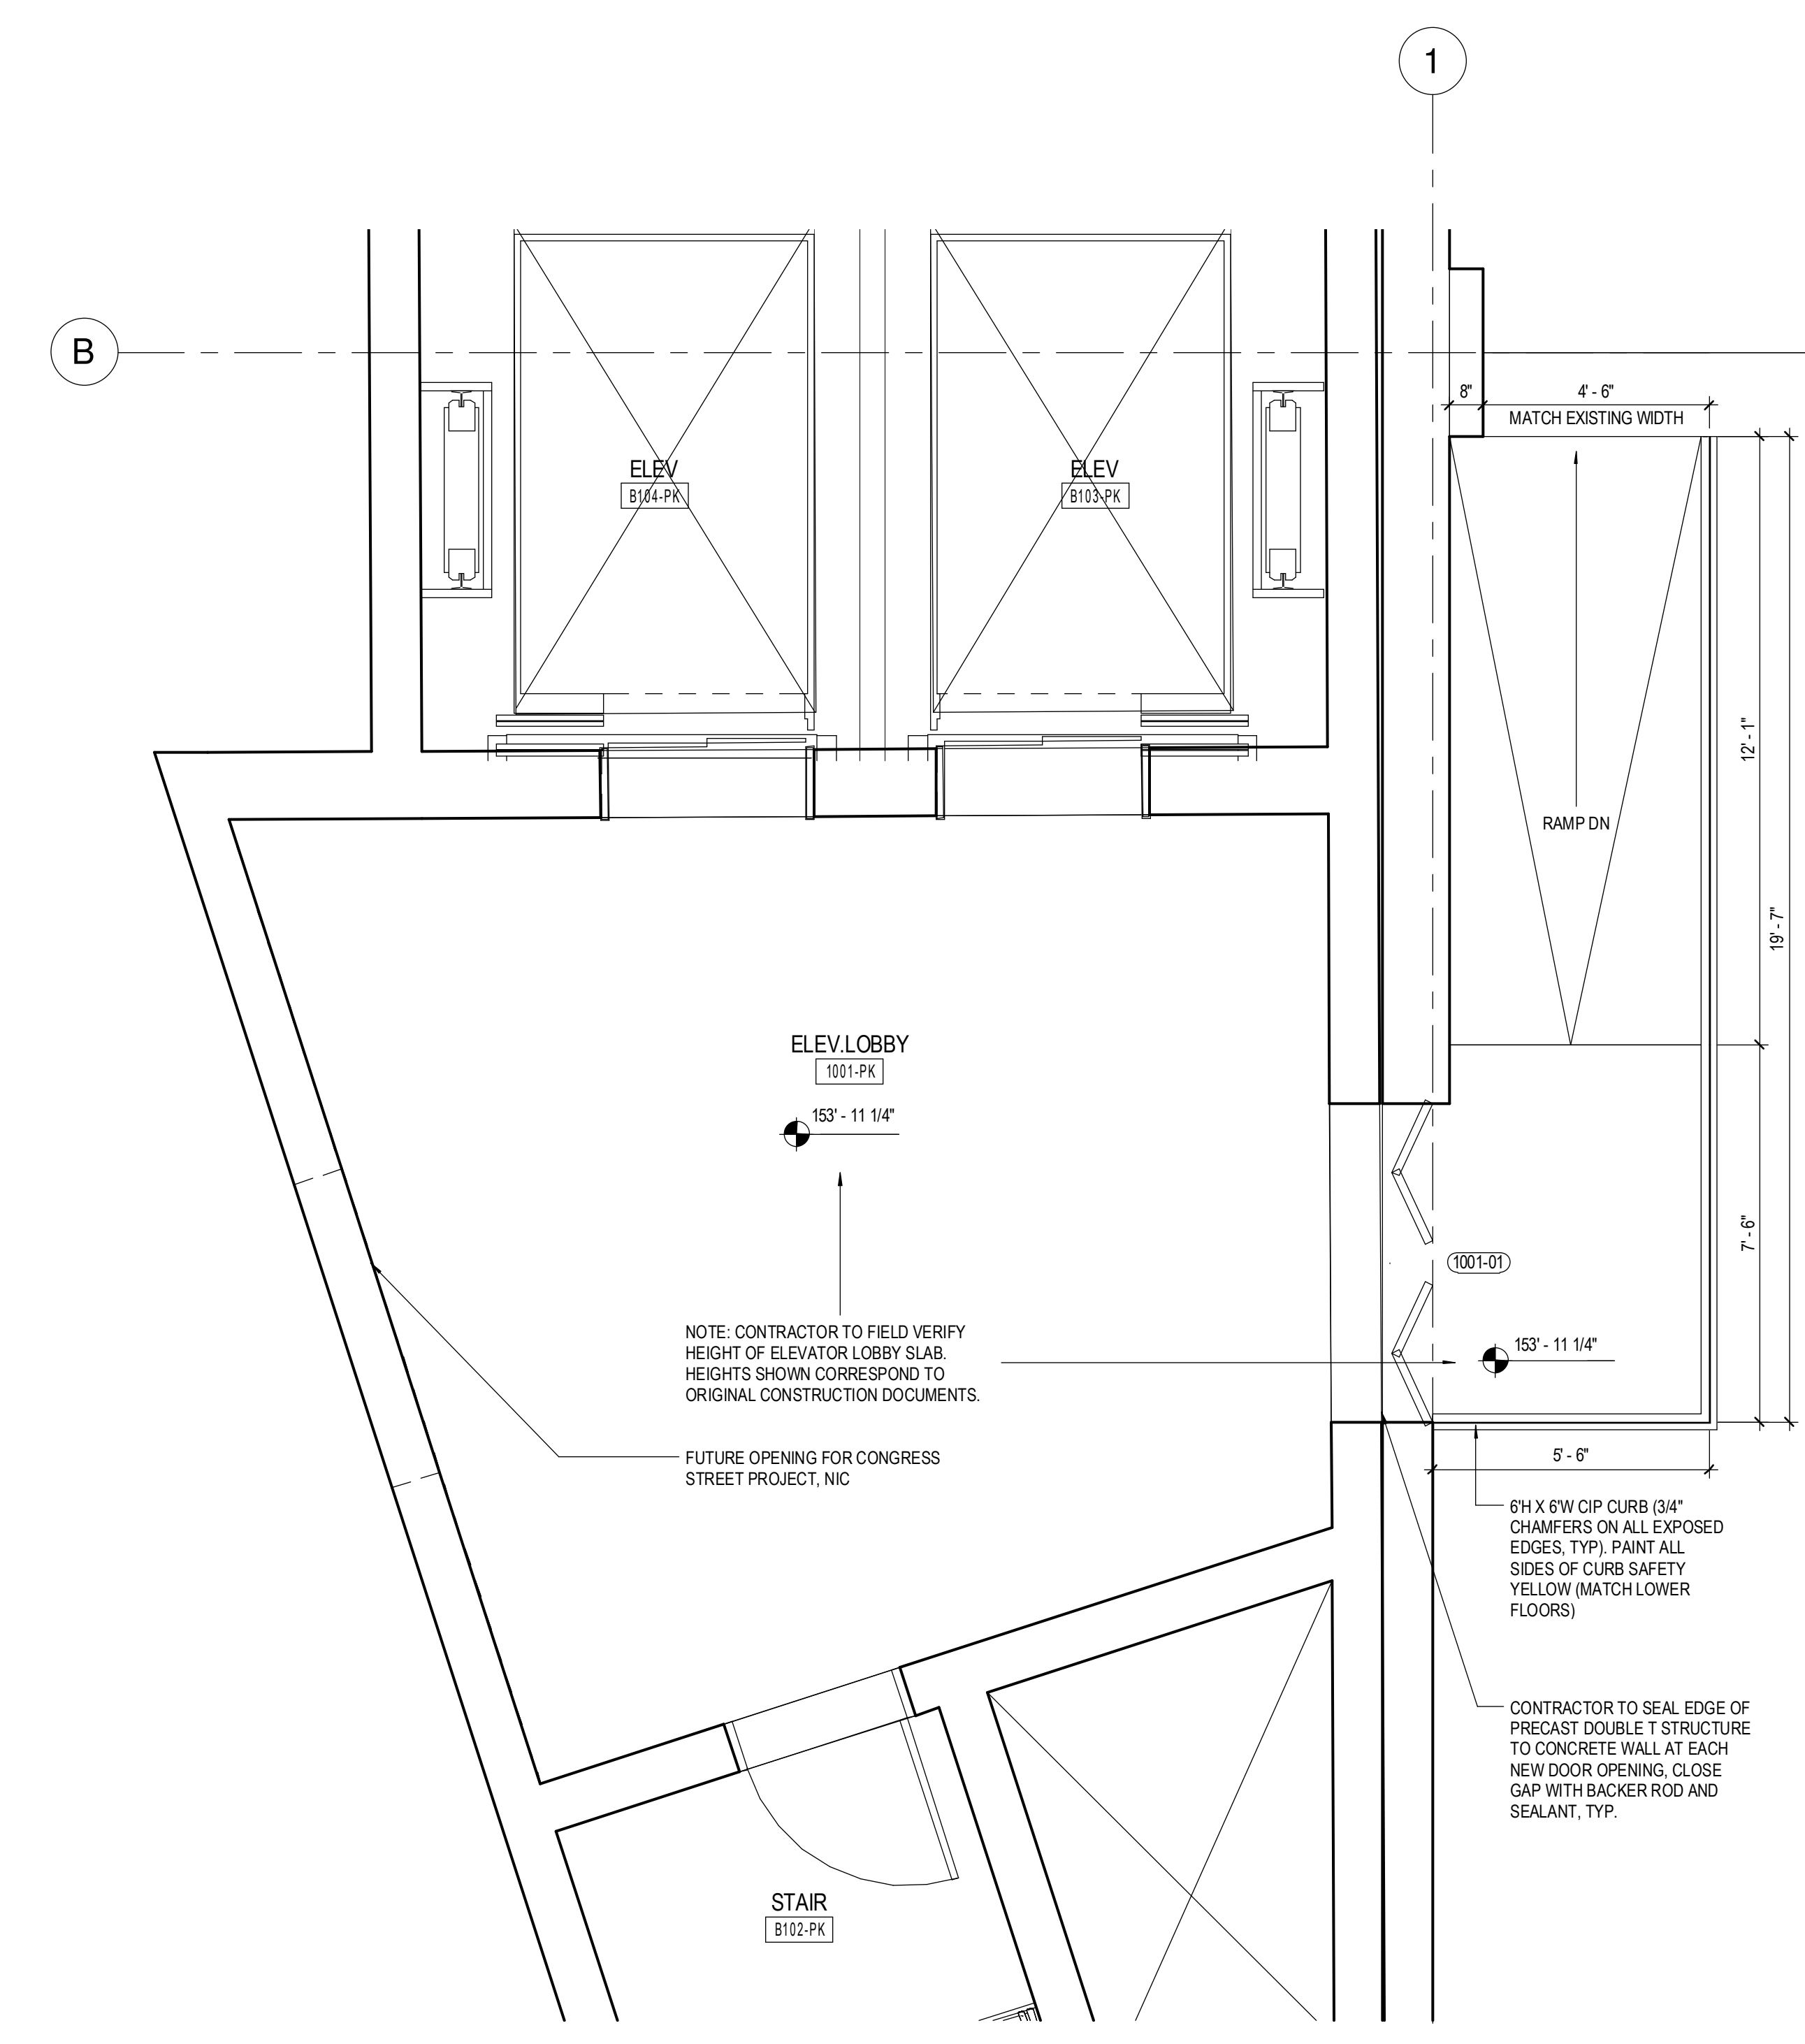 1
B
8"
4' - 6"
MATCH EXISTING WIDTH
ELEV
B104-PK
ELEV
B103-PK
12' - 1"
RAMP DN
19' - 7"
ELEV.LOBBY
1001-PK
153' - 11 1/4"
7' - 6"
1001-01
NOTE: CONTRACTOR TO FIELD VERIFY
HEIGHT OF ELEVATOR LOBBY SLAB.
HEIGHTS SHOWN CORRESPOND TO
ORIGINAL CONSTRUCTION DOCUMENTS.
153' - 11 1/4"
FUTURE OPENING FOR CONGRESS
STREET PROJECT, NIC
5' - 6"
6'H X 6'W CIP CURB (3/4"
CHAMFERS ON ALL EXPOSED
EDGES, TYP). PAINT ALL
SIDES OF CURB SAFETY
YELLOW (MATCH LOWER
FLOORS)
CONTRACTOR TO SEAL EDGE OF
PRECAST DOUBLE T STRUCTURE
TO CONCRETE WALL AT EACH
NEW DOOR OPENING, CLOSE
GAP WITH BACKER ROD AND
SEALANT, TYP.
STAIR
B102-PK